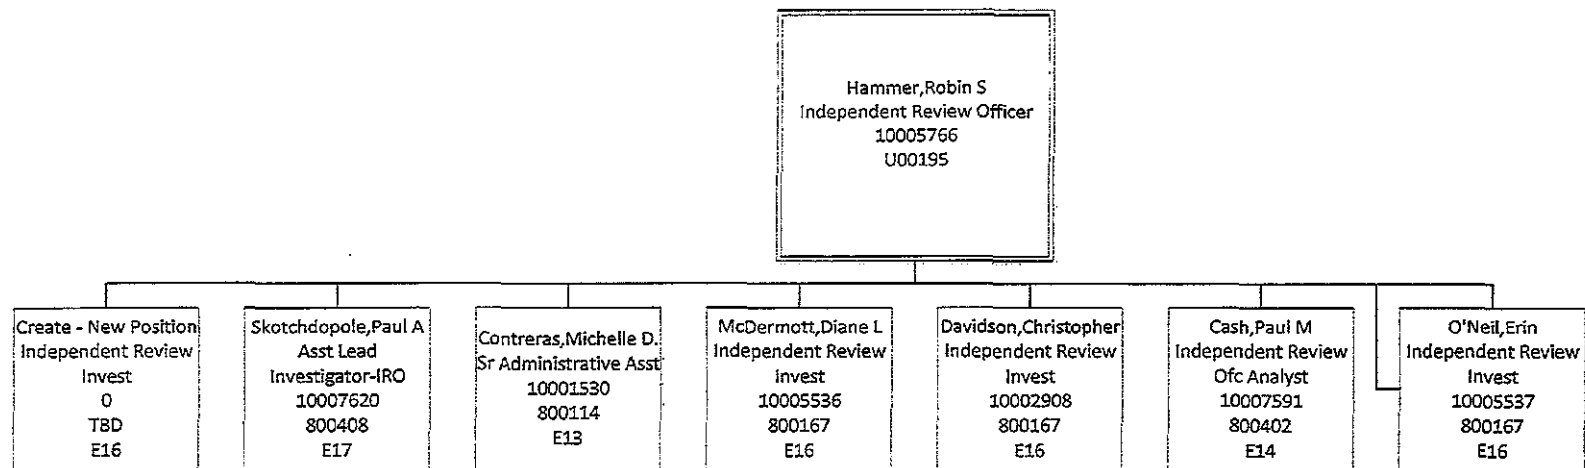 Hammer,Robin S
Independent Review Officer
10005766
U00195
Create - New Position
Independent Review
Invest
0
TBD
E16
Skotchdopole,Paul A
Asst Lead
Investigator-IRO
10007620
800408
E17
Contreras,Michelle D.
Sr Administrative Asst
10001530
800114
E13
McDermott,Diane L
Independent Review
Invest
10005536
800167
E16
Davidson,Christopher
Independent Review
Invest
10002908
800167
E16
Cash,Paul M
Independent Review
Ofc Analyst
10007591
800402
E14
O'Neil,Erin
Independent Review
Invest
10005537
800167
E16